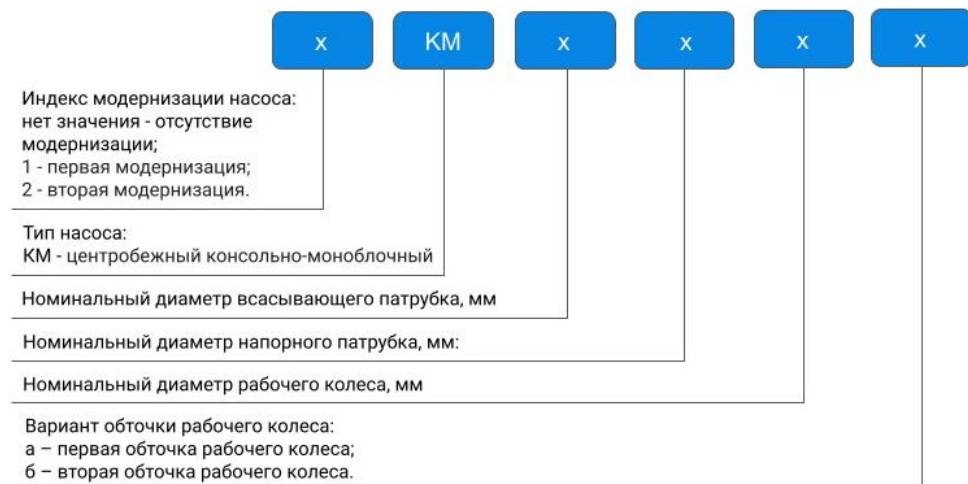 х КМ х х х х
Индекс модернизации насоса:
нет значения - отсутствие
модернизации;
1 - первая модернизация;
2 - вторая модернизация.
Тип насоса:
КМ - центробежный консольно-моноблочный
Номинальный диаметр всасывающего патрубка, мм
Номинальный диаметр напорного патрубка, мм:
Номинальный диаметр рабочего колеса, мм
Вариант обточки рабочего колеса:
а – первая обточка рабочего колеса;
б – вторая обточка рабочего колеса.